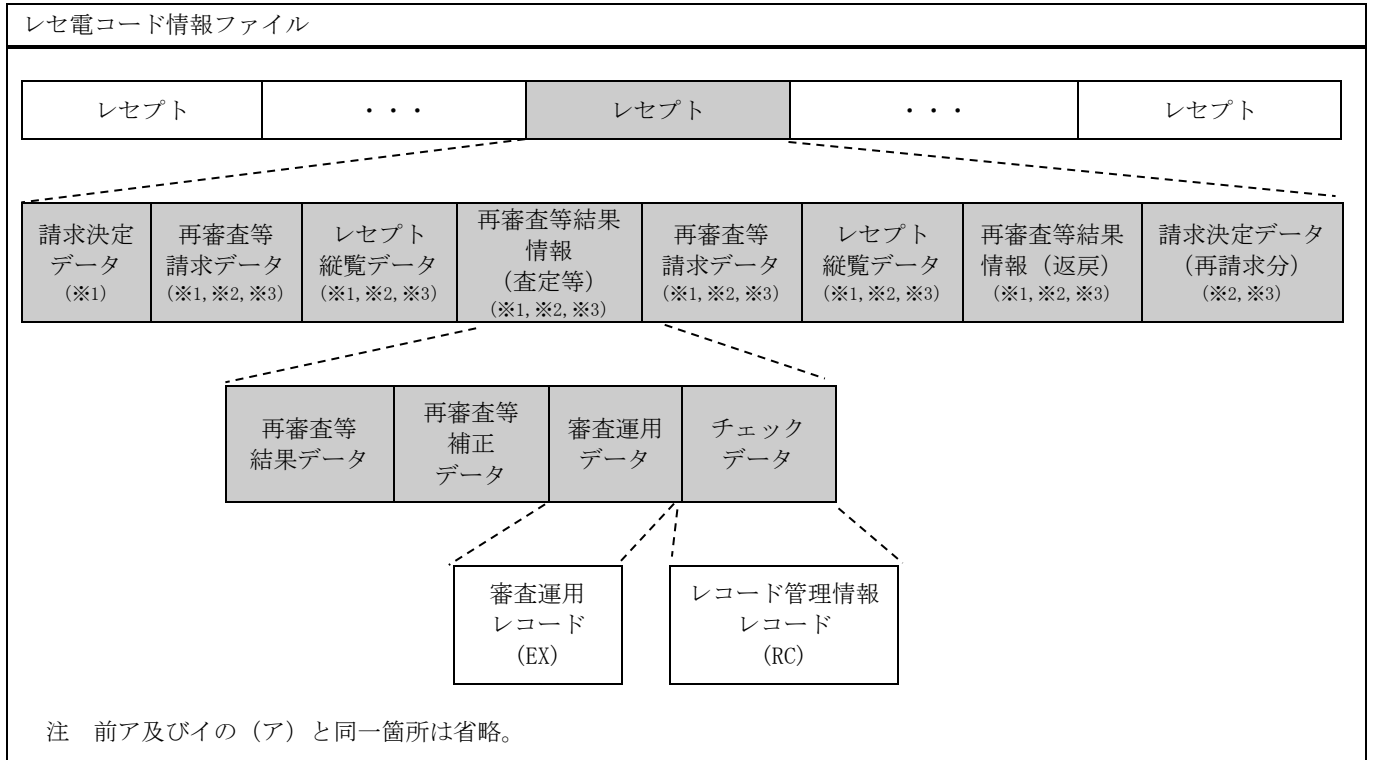 レセ電コード情報ファイル
レセプト
・・・
レセプト
・・・
レセプト
請求決定
データ
(※1)
再審査等
請求データ
(※1,※2,※3)
レセプト
縦覧データ
(※1,※2,※3)
再審査等結果
情報
(査定等)
(※1,※2,※3)
再審査等
請求データ
(※1,※2,※3)
レセプト
縦覧データ
(※1,※2,※3)
再審査等結果
情報（返戻）
(※1,※2,※3)
請求決定データ
(再請求分)
(※2,※3)
再審査等
結果データ
再審査等
補正
データ
審査運用
データ
チェック
データ
審査運用
レコード
(EX)
レコード管理情報
レコード
(RC)
注　前ア及びイの（ア）と同一箇所は省略。